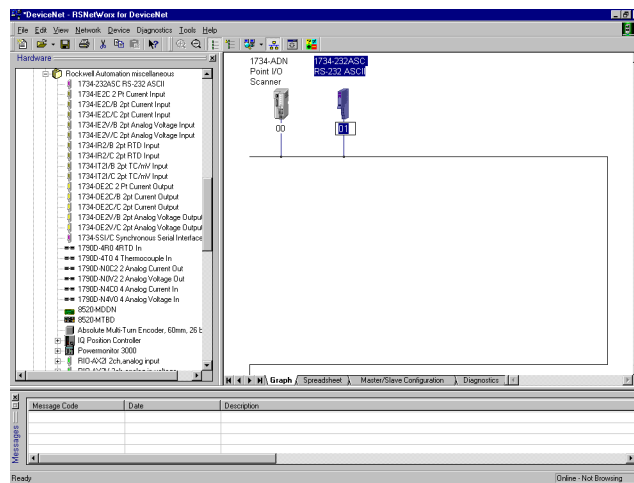 *DeviceNet - RSNetWorx for DeviceNet
File Edit View Network Device Diagnostics Tools Help
Hardware
Rockwell Automation miscellaneous
1734-232ASC RS-232 ASCII
1734-IE2C 2 Pt Current Input
1734-IE2C/B 2pt Current Input
1734-IE2C/C 2pt Current Input
1734-IE2V/B 2pt Analog Voltage Input
1734-IE2V/C 2pt Analog Voltage Input
1734-IR2/B 2pt RTD Input
1734-IR2/C 2pt RTD Input
1734-IT2I/B 2pt TC/mV Input
1734-IT2I/C 2pt TC/mV Input
1734-OE2C 2 Pt Current Output
1734-OE2C/B 2pt Current Output
1734-OE2C/C 2pt Current Output
1734-OE2V/B 2pt Analog Voltage Output
1734-OE2V/C 2pt Analog Voltage Output
1734-SSI/C Synchronous Serial Interface
1790D-4R0 4RTD In
1790D-4T0 4 Thermocouple In
1790D-N0C2 2 Analog Current Out
1790D-N0V2 2 Analog Voltage Out
1790D-N4C0 4 Analog Current In
1790D-N4V0 4 Analog Voltage In
8520-MDDN
8520-MTBD
Absolute Multi-Turn Encoder, 60mm, 26 b
IQ Position Controller
Powermonitor 3000
RIO-AX2I 2ch,analog input
1734-ADN
Point I/O
Scanner
00
1734-232ASC
RS-232 ASCII
01
Graph Spreadsheet Master/Slave Configuration Diagnostics
Messages
Message Code Date Description
Ready Online - Not Browsing